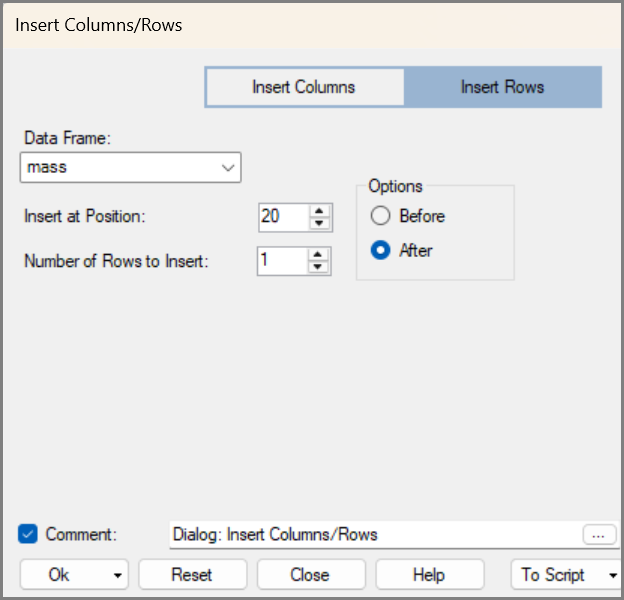 Insert Columns/Rows
Insert Columns Insert Rows
Data Frame:
mass
Options
Insert at Position: 20 Before
Number of Rows to Insert: 1 After
Comment: Dialog: Insert Columns/Rows ...
Ok Reset Close Help To Script